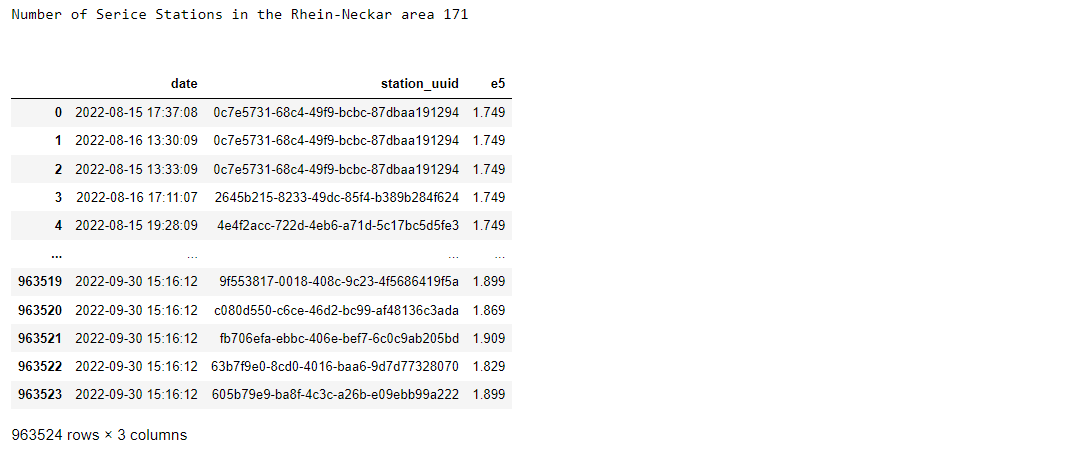 Number of Serice Stations in the Rhein-Neckar area 171
date station_uuid e5
0 2022-08-15 17:37:08 0c7e5731-68c4-49f9-bcbc-87dbaa191294 1.749
1 2022-08-16 13:30:09 0c7e5731-68c4-49f9-bcbc-87dbaa191294 1.749
2 2022-08-15 13:33:09 0c7e5731-68c4-49f9-bcbc-87dbaa191294 1.749
3 2022-08-16 17:11:07 2645b215-8233-49dc-85f4-b389b284f624 1.749
4 2022-08-15 19:28:09 4e4f2acc-722d-4eb6-a71d-5c17bc5d5fe3 1.749
... ... ... ...
963519 2022-09-30 15:16:12 9f553817-0018-408c-9c23-4f5686419f5a 1.899
963520 2022-09-30 15:16:12 c080d550-c6ce-46d2-bc99-af48136c3ada 1.869
963521 2022-09-30 15:16:12 fb706efa-ebbc-406e-bef7-6c0c9ab205bd 1.909
963522 2022-09-30 15:16:12 63b7f9e0-8cd0-4016-baa6-9d7d77328070 1.829
963523 2022-09-30 15:16:12 605b79e9-ba8f-4c3c-a26b-e09ebb99a222 1.899
963524 rows × 3 columns